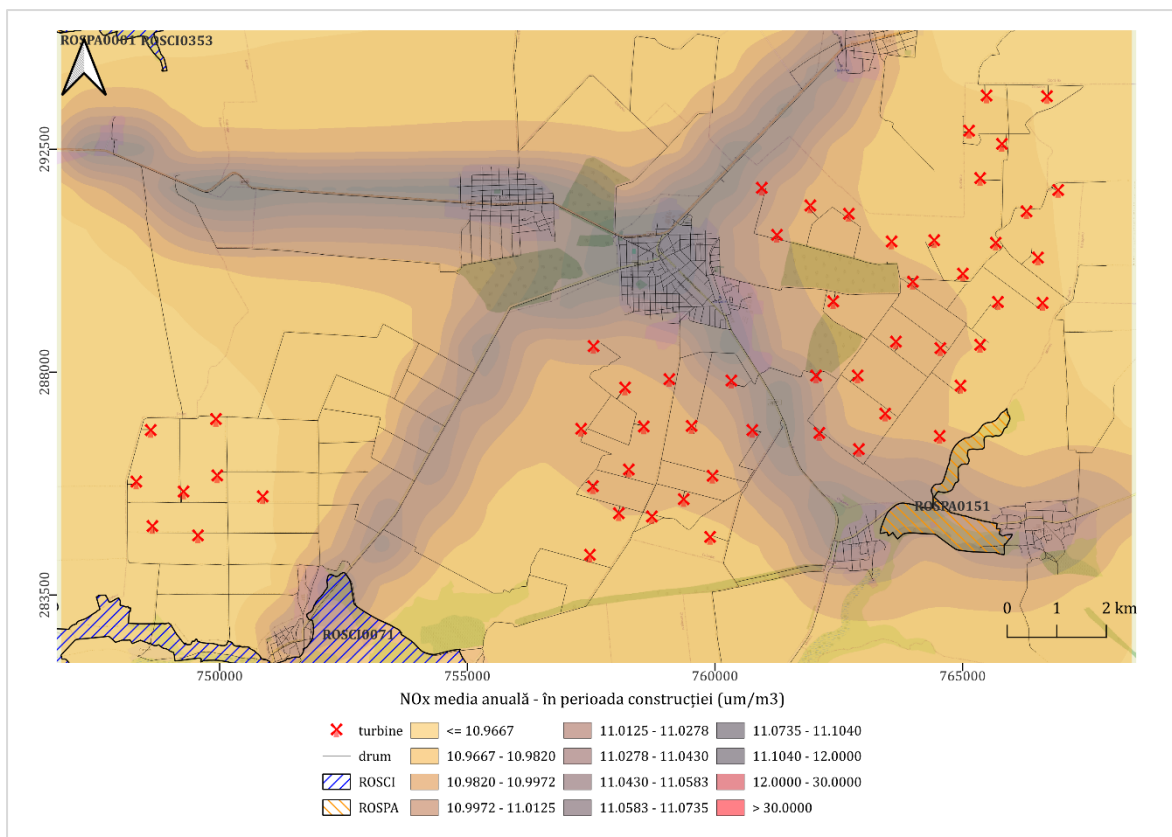 ROSPA0001 ROSCI0353
292500
288000
283500
ROSPA0151
ROSCI0071
0 1 2 km
750000 755000 760000 765000
NOx media anuală - în perioada construcției (um/m3)
turbine <= 10.9667 11.0125 - 11.0278 11.0735 - 11.1040
drum 10.9667 - 10.9820 11.0278 - 11.0430 11.1040 - 12.0000
ROSCI 10.9820 - 10.9972 11.0430 - 11.0583 12.0000 - 30.0000
ROSPA 10.9972 - 11.0125 11.0583 - 11.0735 > 30.0000